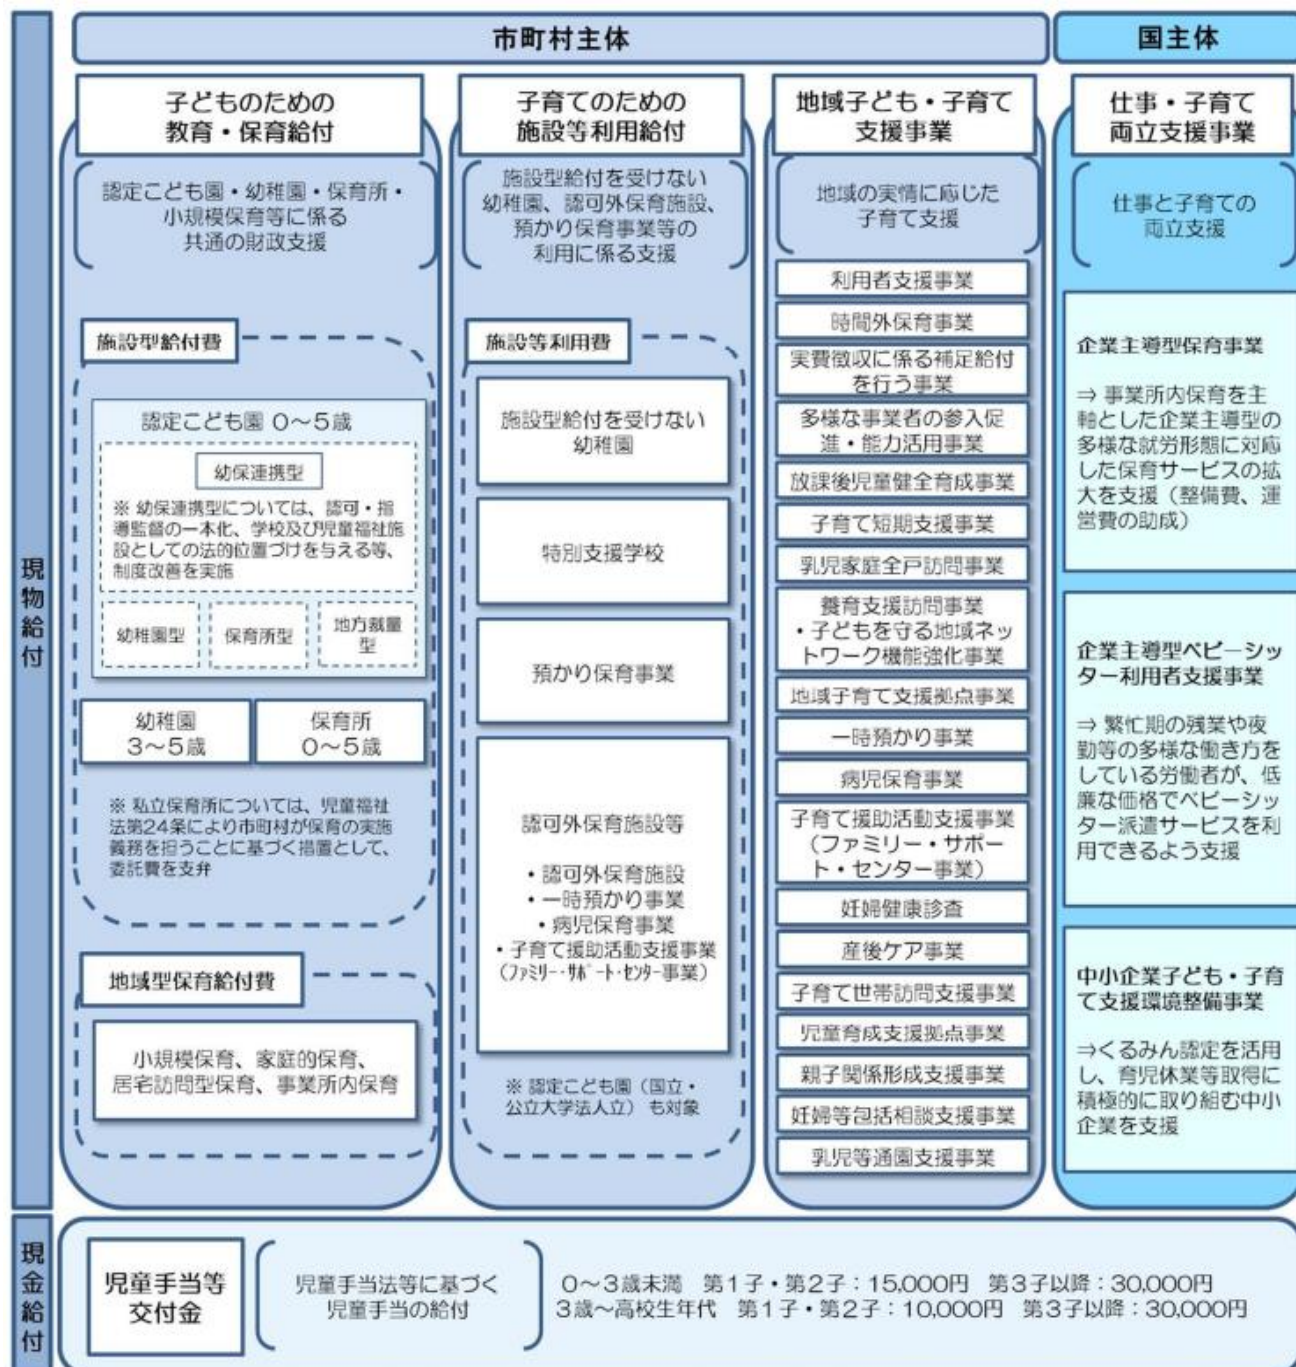 市町村主体
国主体
現物給付
子どものための
教育・保育給付
認定こども園・幼稚園・保育所・
小規模保育等に係る
共通の財政支援
施設型給付費
認定こども園 0～5歳
幼保連携型
※ 幼保連携型については、認可・指
導監督の一本化、学校及び児童福祉施
設としての法的位置づけを与える等、
制度改善を実施
幼稚園型
保育所型
地方裁量
型
幼稚園
3～5歳
保育所
0～5歳
※ 私立保育所については、児童福祉
法第24条により市町村が保育の実施
義務を担うことに基づく措置として、
委託費を支弁
地域型保育給付費
小規模保育、家庭的保育、
居宅訪問型保育、事業所内保育
子育てのための
施設等利用給付
施設型給付を受けない
幼稚園、認可外保育施設、
預かり保育事業等の
利用に係る支援
施設等利用費
施設型給付を受けない
幼稚園
特別支援学校
預かり保育事業
認可外保育施設等
・認可外保育施設
・一時預かり事業
・病児保育事業
・子育て援助活動支援事業
(ﾌｧﾐﾘｰ･ｻﾎﾟｰﾄ･ｾﾝﾀｰ事業)
※ 認定こども園（国立・
公立大学法人立）も対象
地域子ども・子育て
支援事業
地域の実情に応じた
子育て支援
利用者支援事業
時間外保育事業
実費徴収に係る補足給付
を行う事業
多様な事業者の参入促
進・能力活用事業
放課後児童健全育成事業
子育て短期支援事業
乳児家庭全戸訪問事業
養育支援訪問事業
・子どもを守る地域ネッ
トワーク機能強化事業
地域子育て支援拠点事業
一時預かり事業
病児保育事業
子育て援助活動支援事業
（ファミリー・サポー
ト・センター事業）
妊婦健康診査
産後ケア事業
子育て世帯訪問支援事業
児童育成支援拠点事業
親子関係形成支援事業
妊婦等包括相談支援事業
乳児等通園支援事業
仕事・子育て
両立支援事業
仕事と子育ての
両立支援
企業主導型保育事業
⇒ 事業所内保育を主
軸とした企業主導型の
多様な就労形態に対応
した保育サービスの拡
大を支援（整備費、運
営費の助成）
企業主導型ベビーシッ
ター利用者支援事業
⇒ 繁忙期の残業や夜
勤等の多様な働き方を
している労働者が、低
廉な価格でベビーシッ
ター派遣サービスを利
用できるよう支援
中小企業子ども・子育
て支援環境整備事業
⇒くるみん認定を活用
し、育児休業等取得に
積極的に取り組む中小
企業を支援
現金給付
児童手当等
交付金
児童手当法等に基づく
児童手当の給付
0～3歳未満 第1子・第2子：15,000円 第3子以降：30,000円
3歳～高校生年代 第1子・第2子：10,000円 第3子以降：30,000円